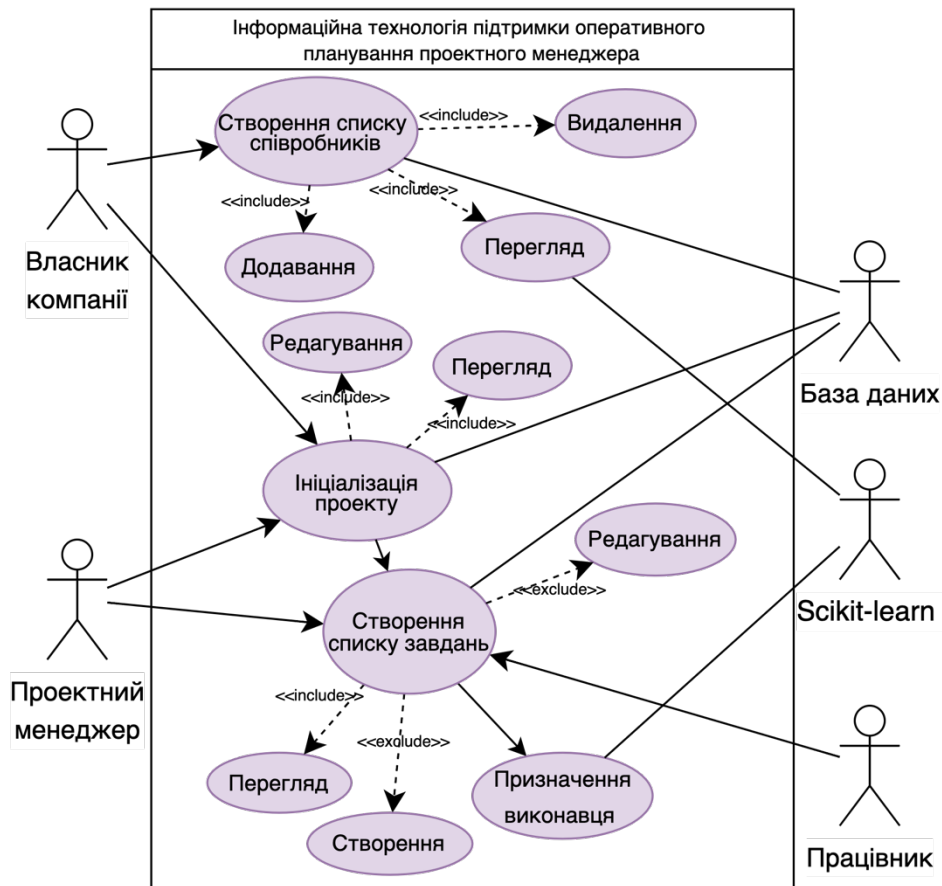 Інформаційна технологія підтримки оперативного
планування проектного менеджера
Створення списку
співробників
<<include>>
Видалення
<<include>>
<<include>>
Додавання
Перегляд
Власник
компанії
Редагування
Перегляд
<<include>>
<<include>>
База даних
Ініціалізація
проекту
Редагування
<<exclude>>
Створення
списку завдань
Scikit-learn
Проектний
менеджер
<<include>>
<<exclude>>
Перегляд
Призначення
виконавця
Створення
Працівник